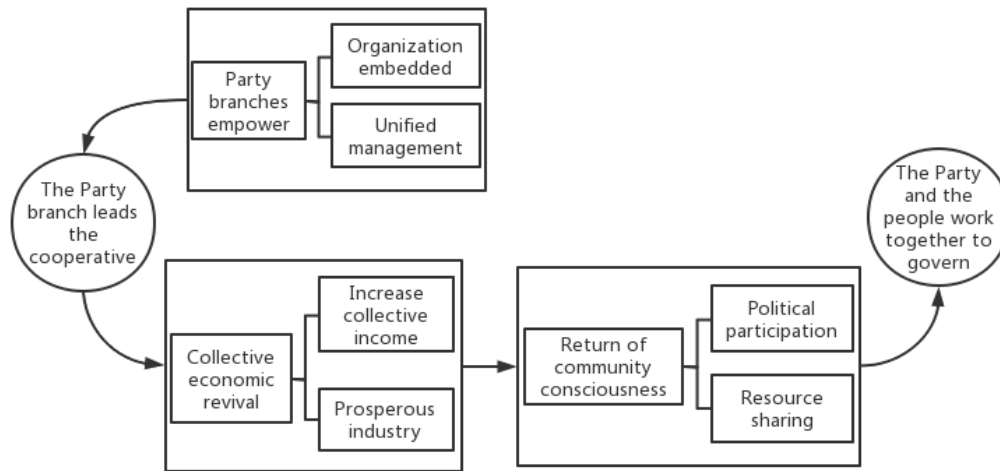 Party
branches
empower
Organization
embedded
Unified
management
The Party
branch leads
the
cooperative
Collective
economic
revival
Increase
collective
income
Prosperous
industry
Return of
community
consciousness
Political
participation
Resource
sharing
The Party
and the
people work
together to
govern